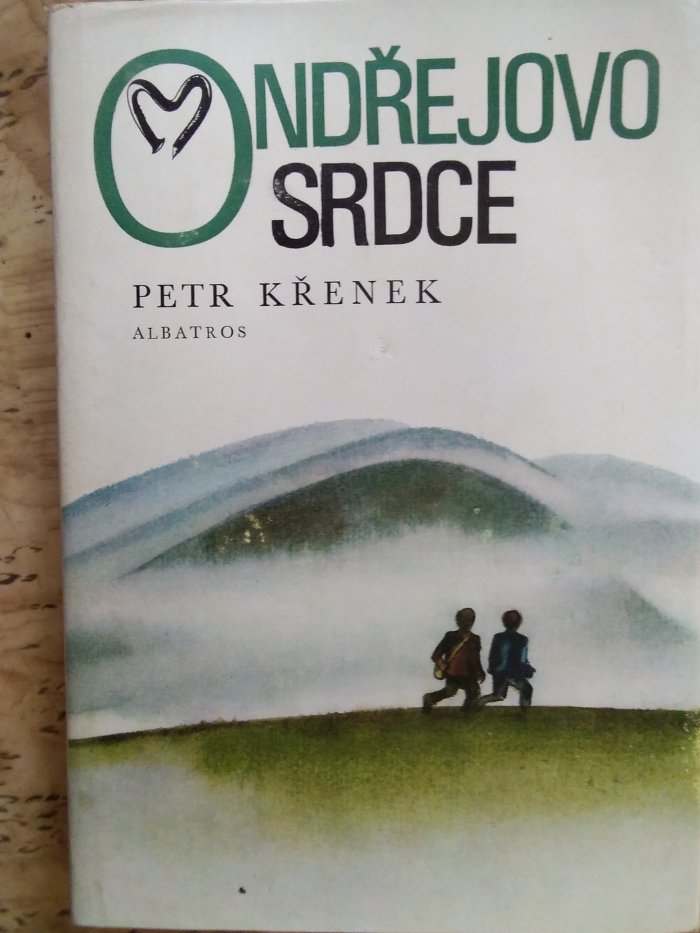 ONDŘEJOVO
SRDCE
PETR KŘENEK
ALBATROS